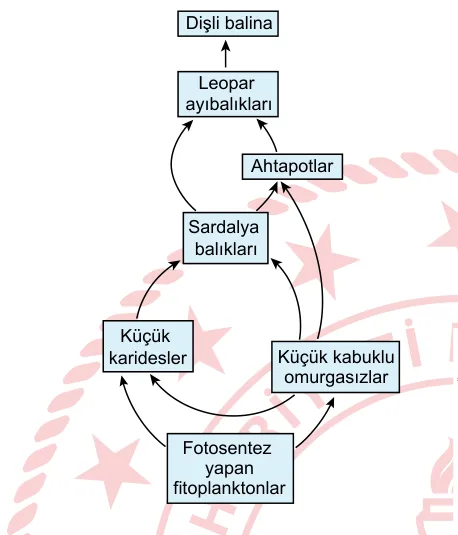 Dişli balina
Leopar
ayıbalıkları
Ahtapotlar
Sardalya
balıkları
Küçük
karidesler
Küçük kabuklu
omurgasızlar
Fotosentez
yapan
fitoplanktonlar